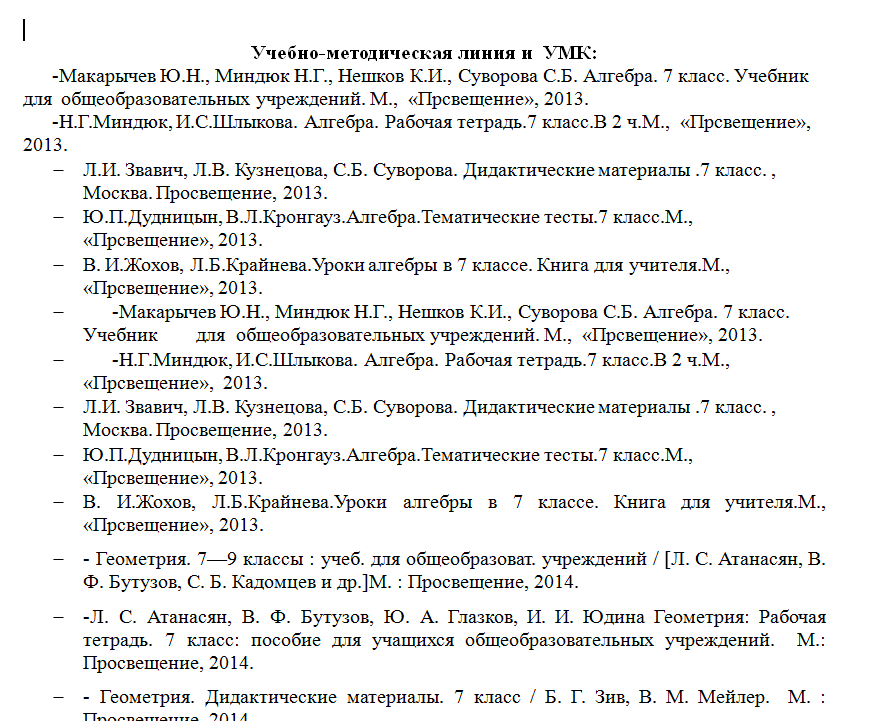 Учебно-методическая линия и УМК:
-Макарычев Ю.Н., Миндюк Н.Г., Нешков К.И., Суворова С.Б. Алгебра. 7 класс. Учебник
для общеобразовательных учреждений. М., «Прсвещение», 2013.
-Н.Г.Миндюк, И.С.Шлыкова. Алгебра. Рабочая тетрадь.7 класс.В 2 ч.М., «Прсвещение»,
2013.
– Л.И. Звавич, Л.В. Кузнецова, С.Б. Суворова. Дидактические материалы .7 класс. ,
Москва. Просвещение, 2013.
– Ю.П.Дудницын, В.Л.Кронгауз.Алгебра.Тематические тесты.7 класс.М.,
«Прсвещение», 2013.
– В. И.Жохов, Л.Б.Крайнева.Уроки алгебры в 7 классе. Книга для учителя.М.,
«Прсвещение», 2013.
– -Макарычев Ю.Н., Миндюк Н.Г., Нешков К.И., Суворова С.Б. Алгебра. 7 класс.
Учебник для общеобразовательных учреждений. М., «Прсвещение», 2013.
– -Н.Г.Миндюк, И.С.Шлыкова. Алгебра. Рабочая тетрадь.7 класс.В 2 ч.М.,
«Прсвещение», 2013.
– Л.И. Звавич, Л.В. Кузнецова, С.Б. Суворова. Дидактические материалы .7 класс. ,
Москва. Просвещение, 2013.
– Ю.П.Дудницын, В.Л.Кронгауз.Алгебра.Тематические тесты.7 класс.М.,
«Прсвещение», 2013.
– В. И.Жохов, Л.Б.Крайнева.Уроки алгебры в 7 классе. Книга для учителя.М.,
«Прсвещение», 2013.
– - Геометрия. 7—9 классы : учеб. для общеобразоват. учреждений / [Л. С. Атанасян, В.
Ф. Бутузов, С. Б. Кадомцев и др.]М. : Просвещение, 2014.
– -Л. С. Атанасян, В. Ф. Бутузов, Ю. А. Глазков, И. И. Юдина Геометрия: Рабочая
тетрадь. 7 класс: пособие для учащихся общеобразовательных учреждений. М.:
Просвещение, 2014.
– - Геометрия. Дидактические материалы. 7 класс / Б. Г. Зив, В. М. Мейлер. М. :
Просвещение, 2014